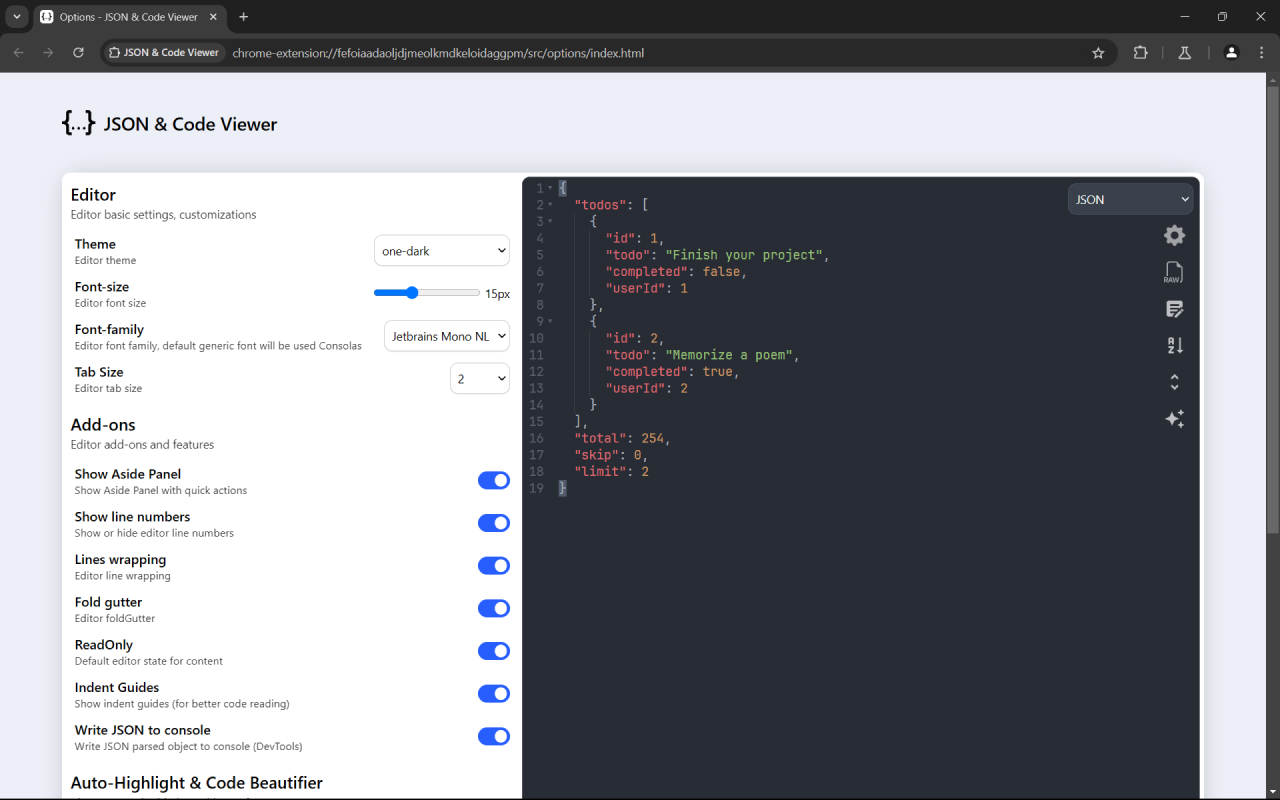 Options - JSON & Code Viewer
JSON & Code Viewer
chrome-extension://fefoiaadaoljdjmeolkmdkeloidaggpm/src/options/index.html
{...} JSON & Code Viewer
Editor
Editor basic settings, customizations
Theme
Editor theme
one-dark
Font-size
Editor font size
15px
Font-family
Editor font family, default generic font will be used Consolas
Jetbrains Mono NL
Tab Size
Editor tab size
2
Add-ons
Editor add-ons and features
Show Aside Panel
Show Aside Panel with quick actions
Show line numbers
Show or hide editor line numbers
Lines wrapping
Editor line wrapping
Fold gutter
Editor foldGutter
ReadOnly
Default editor state for content
Indent Guides
Show indent guides (for better code reading)
Write JSON to console
Write JSON parsed object to console (DevTools)
Auto-Highlight & Code Beautifier
1 {
2 "todos": [
3 {
4 "id": 1,
5 "todo": "Finish your project",
6 "completed": false,
7 "userId": 1
8 },
9 {
10 "id": 2,
11 "todo": "Memorize a poem",
12 "completed": true,
13 "userId": 2
14 }
15 ],
16 "total": 254,
17 "skip": 0,
18 "limit": 2
19 }
JSON
RAW
A
Z